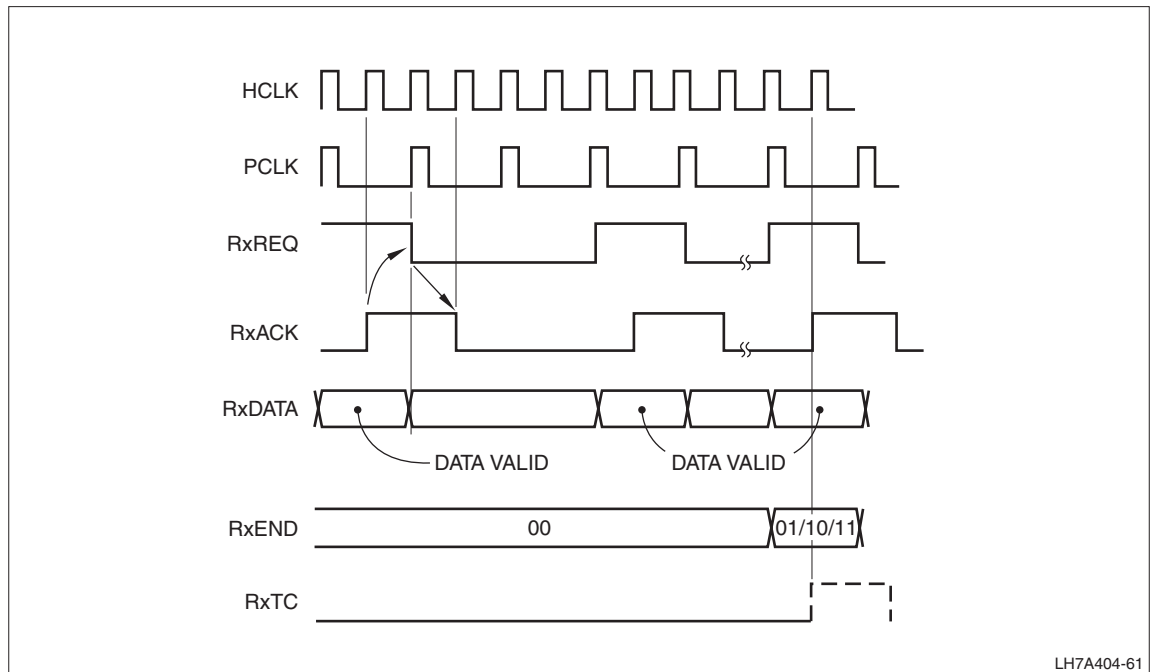 HCLK
PCLK
RxREQ
RxACK
RxDATA
DATA VALID DATA VALID
RxEND 00 01/10/11
RxTC
LH7A404-61